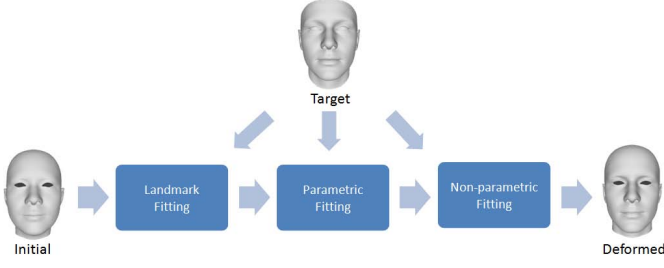 Target
Landmark
Fitting
Parametric
Fitting
Non-parametric
Fitting
Initial
Deformed